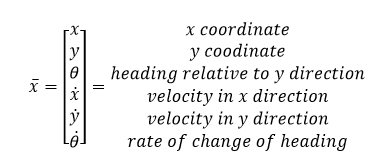 x̄ = [x y θ ẋ ẏ θ̇] =
x coordinate
y coodinate
heading relative to y direction
velocity in x direction
velocity in y direction
rate of change of heading